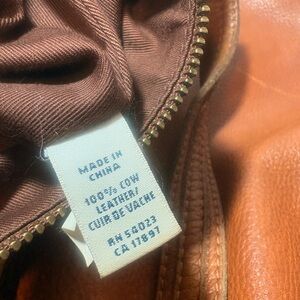 MADE IN
CHINA
100% COW
LEATHER/
CUIR DE VACHE
RN 54023
CA 17897